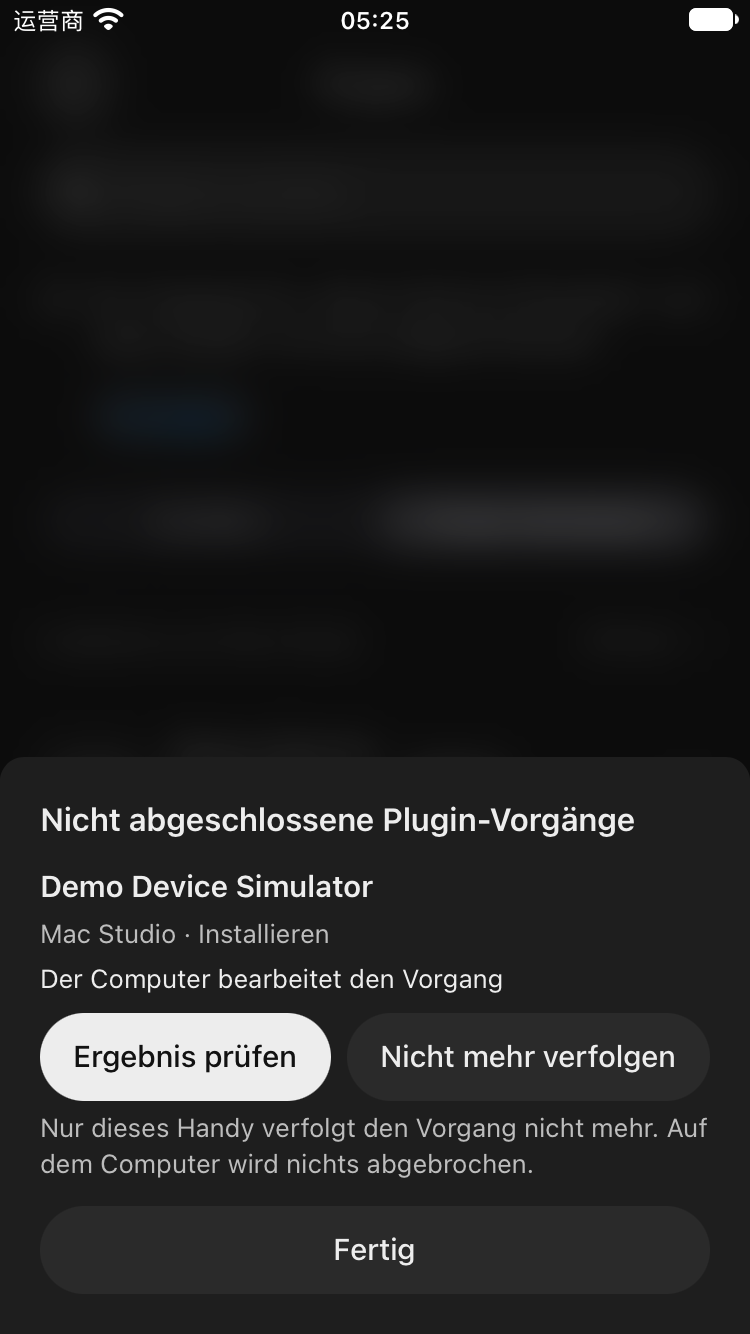 运营商
05:25
Nicht abgeschlossene Plugin-Vorgänge
Demo Device Simulator
Mac Studio · Installieren
Der Computer bearbeitet den Vorgang
Ergebnis prüfen
Nicht mehr verfolgen
Nur dieses Handy verfolgt den Vorgang nicht mehr. Auf
dem Computer wird nichts abgebrochen.
Fertig